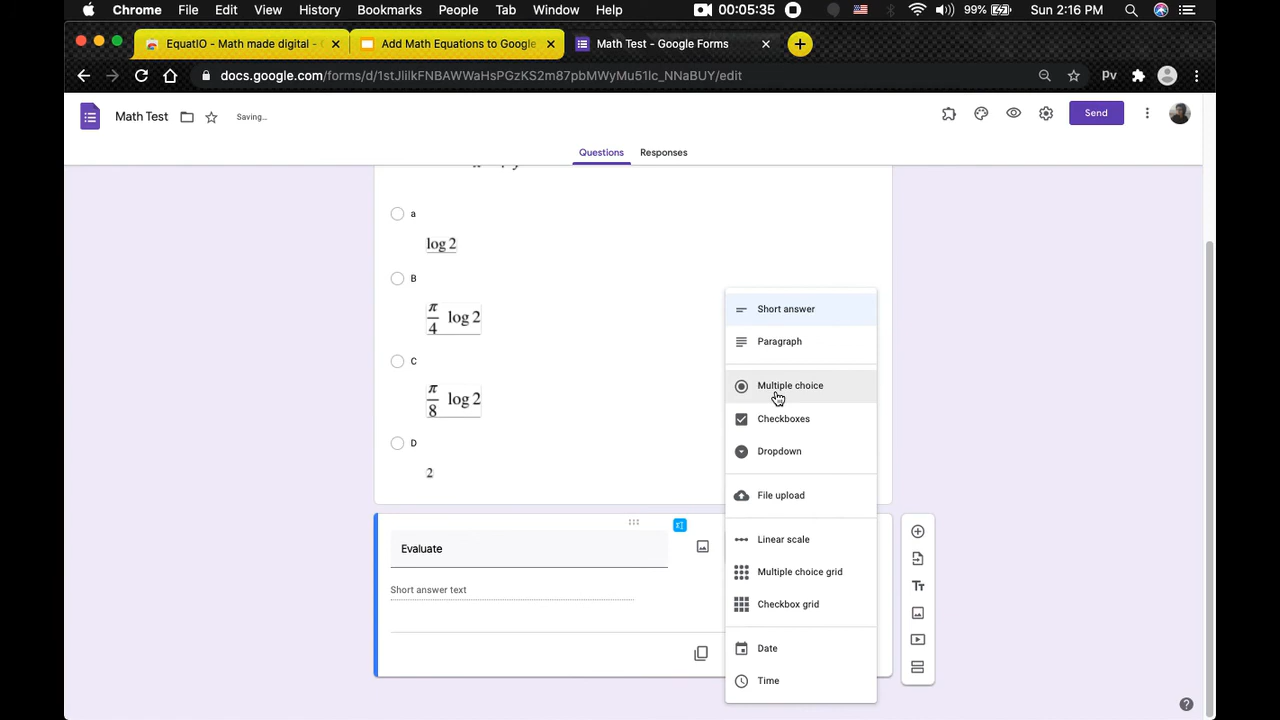 Chrome File Edit View History Bookmarks People Tab Window Help 00:05:35 99% Sun 2:16 PM
EquatIO - Math made digital - Add Math Equations to Google Math Test - Google Forms
docs.google.com/forms/d/1stJlilkFNBAWWaHsPGzKS2m87pbMWyMu51lc_NNaBUY/edit Pv
Math Test Saving... Send
Questions Responses
a
log 2
B
π/4 log 2
C
π/8 log 2
D
2
Evaluate
Short answer text
Short answer
Paragraph
Multiple choice
Checkboxes
Dropdown
File upload
Linear scale
Multiple choice grid
Checkbox grid
Date
Time